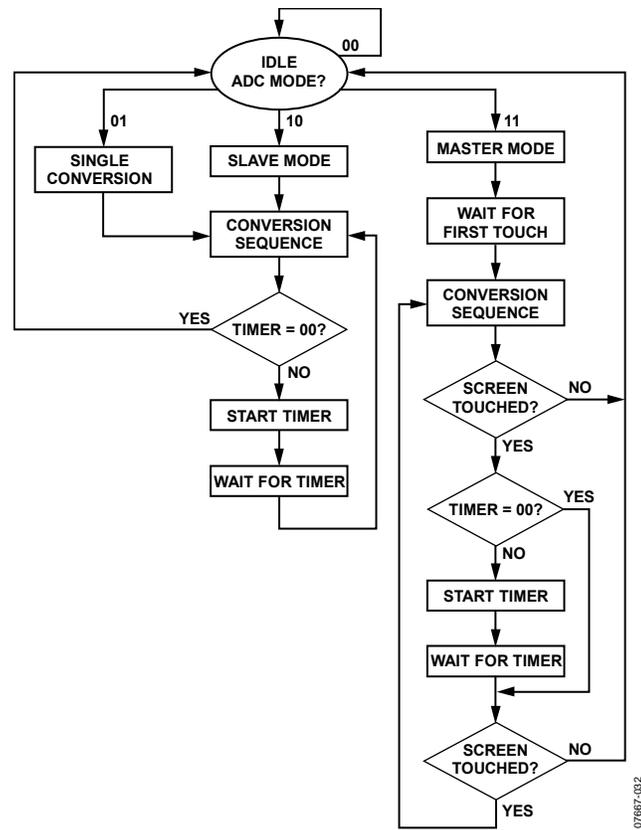 00
IDLE
ADC MODE?
01
10
11
SINGLE
CONVERSION
SLAVE MODE
MASTER MODE
CONVERSION
SEQUENCE
WAIT FOR
FIRST TOUCH
YES
TIMER = 00?
NO
CONVERSION
SEQUENCE
START TIMER
SCREEN
TOUCHED?
NO
YES
WAIT FOR TIMER
TIMER = 00?
YES
NO
START TIMER
WAIT FOR TIMER
SCREEN
TOUCHED?
NO
YES
07667-032